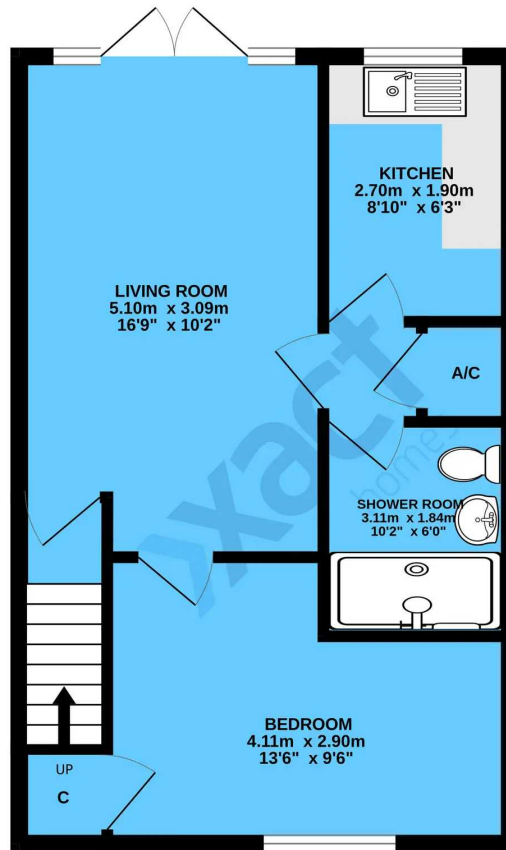 KITCHEN
2.70m x 1.90m
8'10" x 6'3"
LIVING ROOM
5.10m x 3.09m
16'9" x 10'2"
A/C
SHOWER ROOM
3.11m x 1.84m
10'2" x 6'0"
BEDROOM
4.11m x 2.90m
13'6" x 9'6"
UP
C
xact
homes